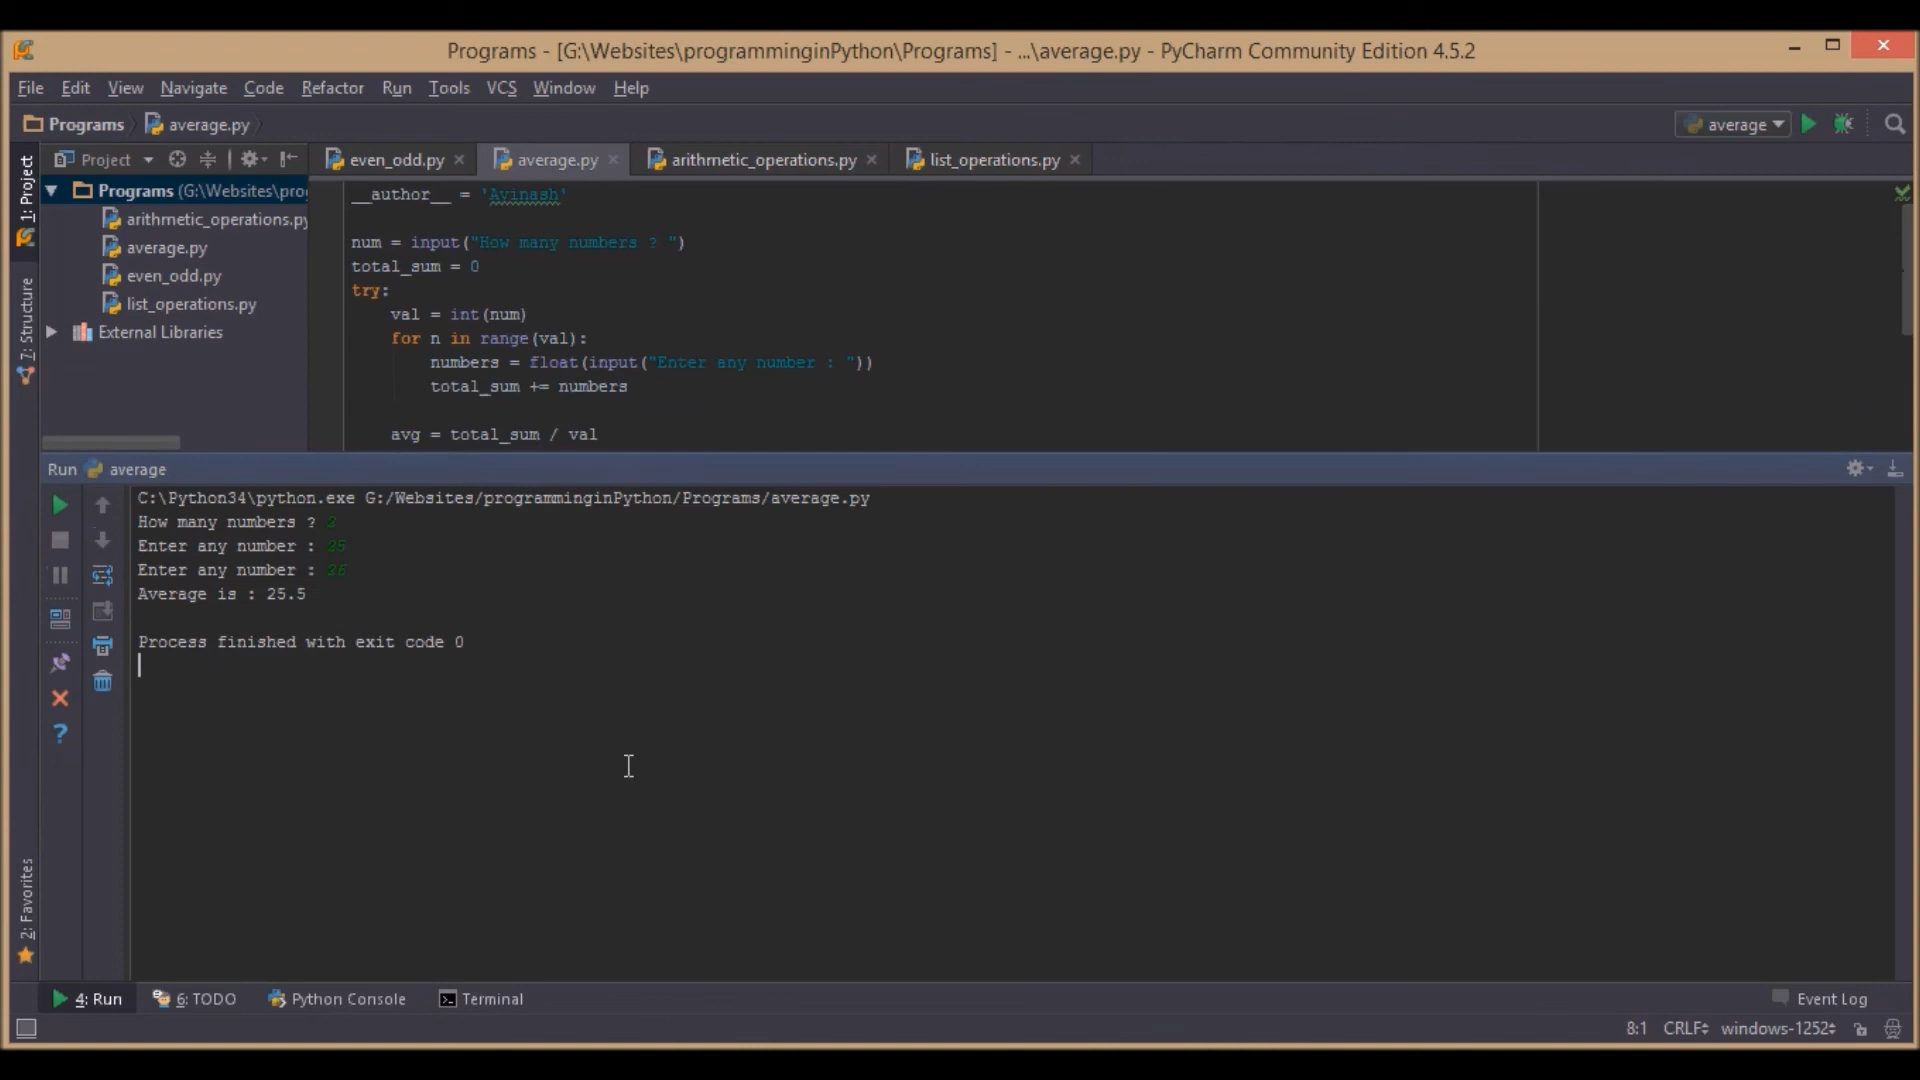 Programs - [G:\Websites\programminginPython\Programs] - ...\average.py - PyCharm Community Edition 4.5.2
File Edit View Navigate Code Refactor Run Tools VCS Window Help
Programs average.py average
1: Project
Project even_odd.py average.py arithmetic_operations.py list_operations.py
Programs (G:\Websites\pro
arithmetic_operations.py
average.py
even_odd.py
list_operations.py
External Libraries
7: Structure
__author__ = 'Avinash'
num = input("How many numbers ? ")
total_sum = 0
try:
val = int(num)
for n in range(val):
numbers = float(input("Enter any number : "))
total_sum += numbers
avg = total_sum / val
Run average
C:\Python34\python.exe G:/Websites/programminginPython/Programs/average.py
How many numbers ? 2
Enter any number : 25
Enter any number : 26
Average is : 25.5
Process finished with exit code 0
2: Favorites
4: Run 6: TODO Python Console Terminal Event Log
8:1 CRLF windows-1252